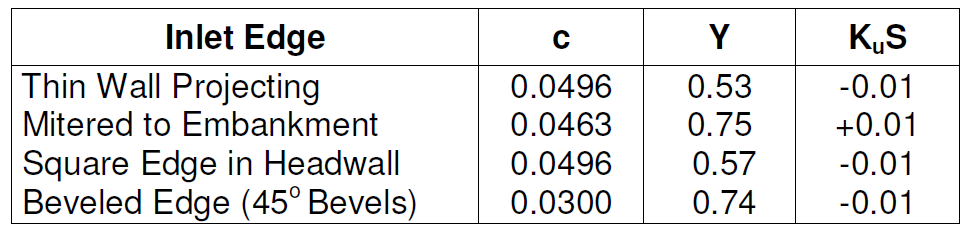 Inlet Edge c Y KuS
Thin Wall Projecting 0.0496 0.53 -0.01
Mitered to Embankment 0.0463 0.75 +0.01
Square Edge in Headwall 0.0496 0.57 -0.01
Beveled Edge (45° Bevels) 0.0300 0.74 -0.01